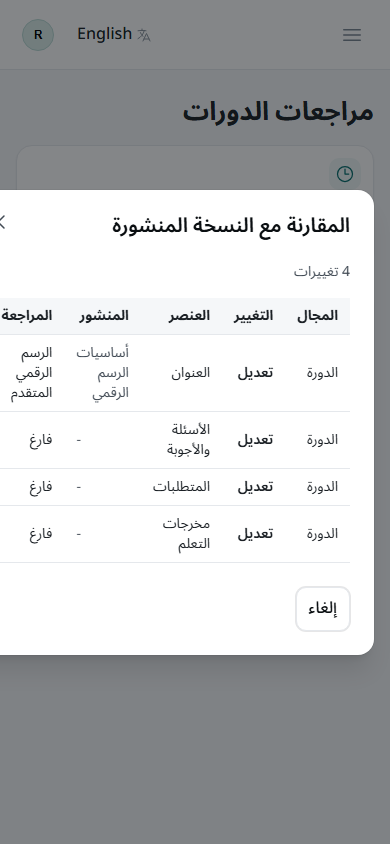 R
English
مراجعات الدورات
المقارنة مع النسخة المنشورة
4 تغييرات
المجال التغيير العنصر المنشور المراجعة
الدورة تعديل العنوان أساسيات الرسم الرقمي الرسم الرقمي المتقدم
الدورة تعديل الأسئلة والأجوبة - فارغ
الدورة تعديل المتطلبات - فارغ
الدورة تعديل مخرجات التعلم - فارغ
إلغاء